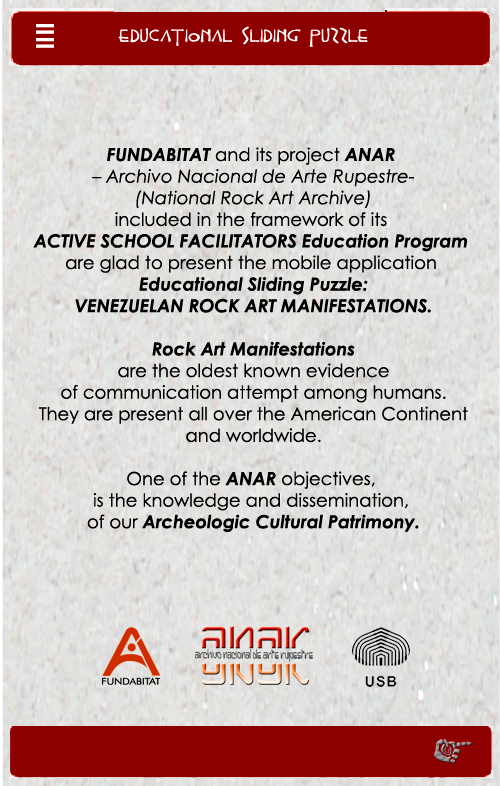 EDUCATIONAL SLIDING PUZZLE
FUNDABITAT and its project ANAR
– Archivo Nacional de Arte Rupestre-
(National Rock Art Archive)
included in the framework of its
ACTIVE SCHOOL FACILITATORS Education Program
are glad to present the mobile application
Educational Sliding Puzzle:
VENEZUELAN ROCK ART MANIFESTATIONS.
Rock Art Manifestations
are the oldest known evidence
of communication attempt among humans.
They are present all over the American Continent
and worldwide.
One of the ANAR objectives,
is the knowledge and dissemination,
of our Archeologic Cultural Patrimony.
FUNDABITAT
anar
archivo nacional de arte rupestre
USB